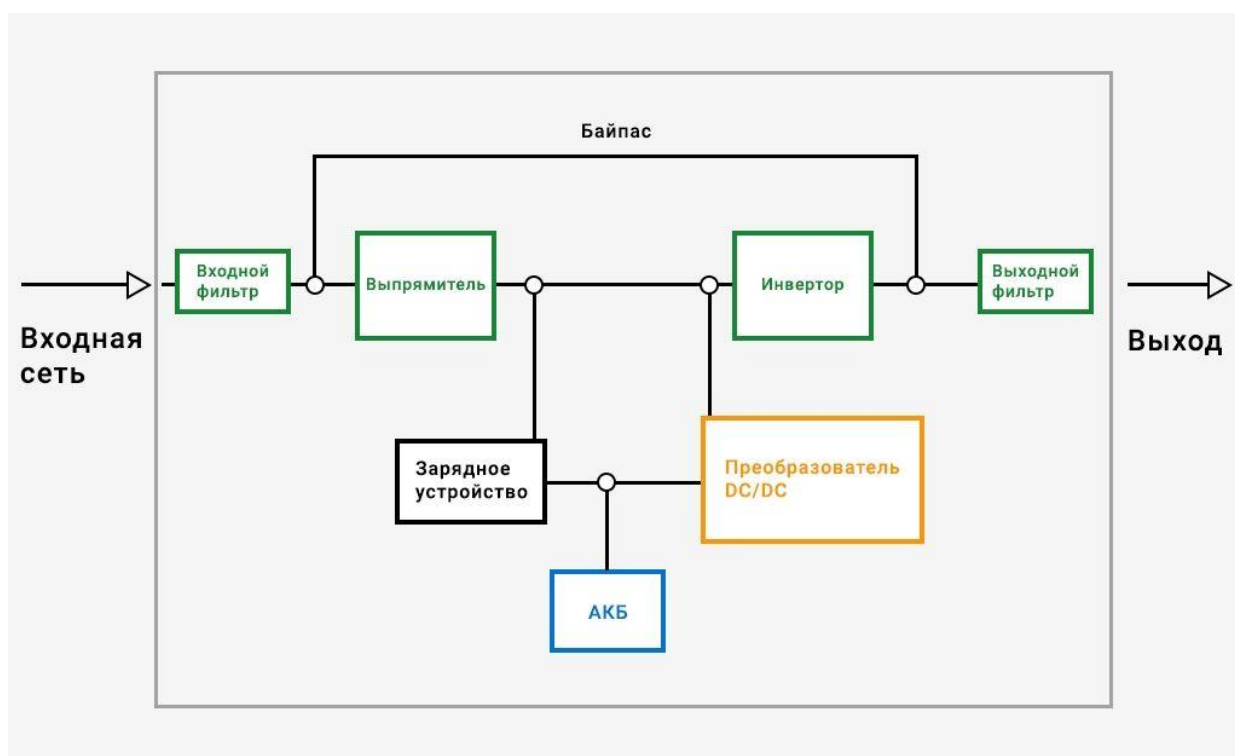 Байпас
Входной
фильтр
Выпрямитель
Инвертор
Выходной
фильтр
Входная
сеть
Выход
Зарядное
устройство
Преобразователь
DC/DC
АКБ